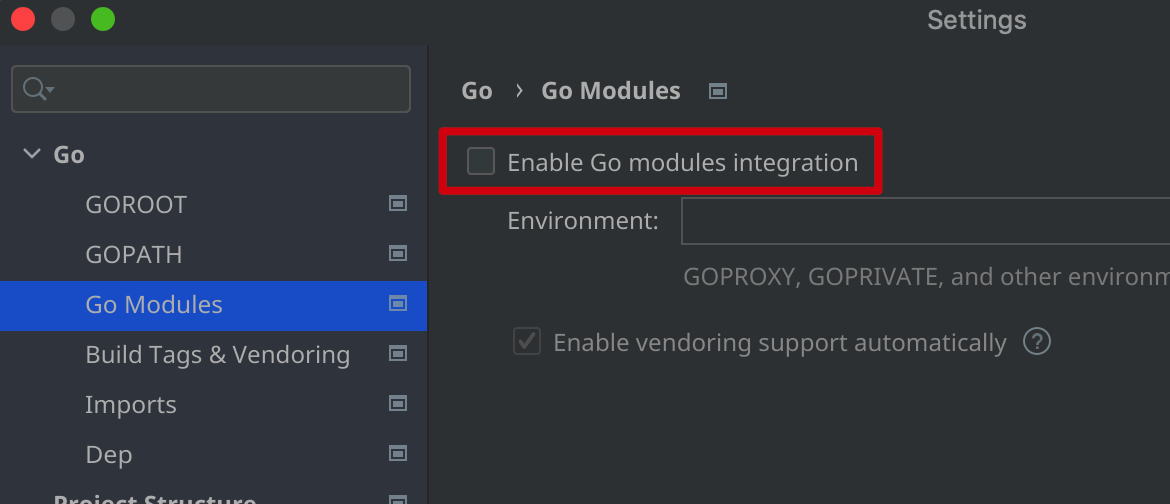 Settings
Go
GOROOT
GOPATH
Go Modules
Build Tags & Vendoring
Imports
Dep
Project Structure
Go › Go Modules
Enable Go modules integration
Environment:
GOPROXY, GOPRIVATE, and other environm
Enable vendoring support automatically ?